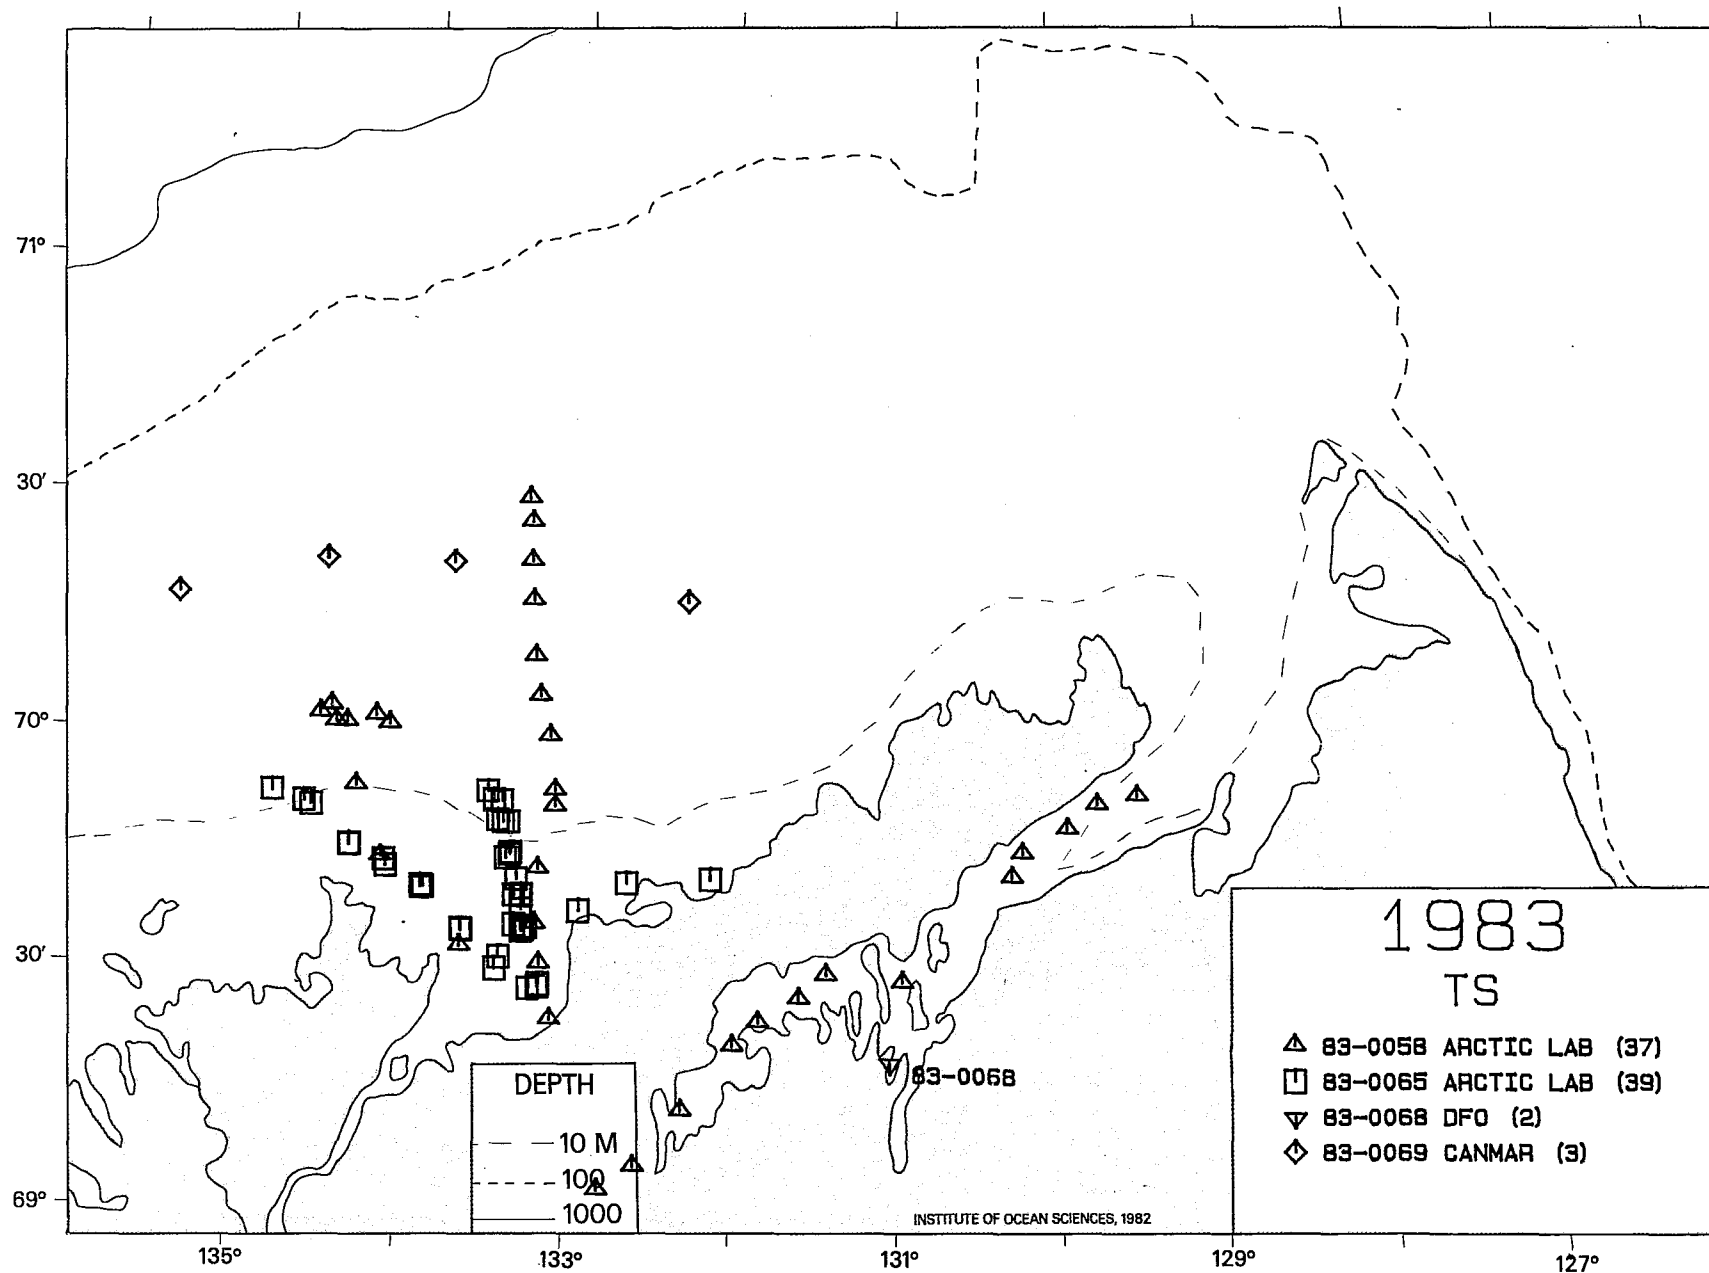 71°
30'
70°
30'
69°
135°
133°
131°
129°
127°
83-0068
DEPTH
10 M
100
1000
INSTITUTE OF OCEAN SCIENCES, 1982
1983
TS
83-0058 ARCTIC LAB (37)
83-0065 ARCTIC LAB (39)
83-0068 DFO (2)
83-0069 CANMAR (3)